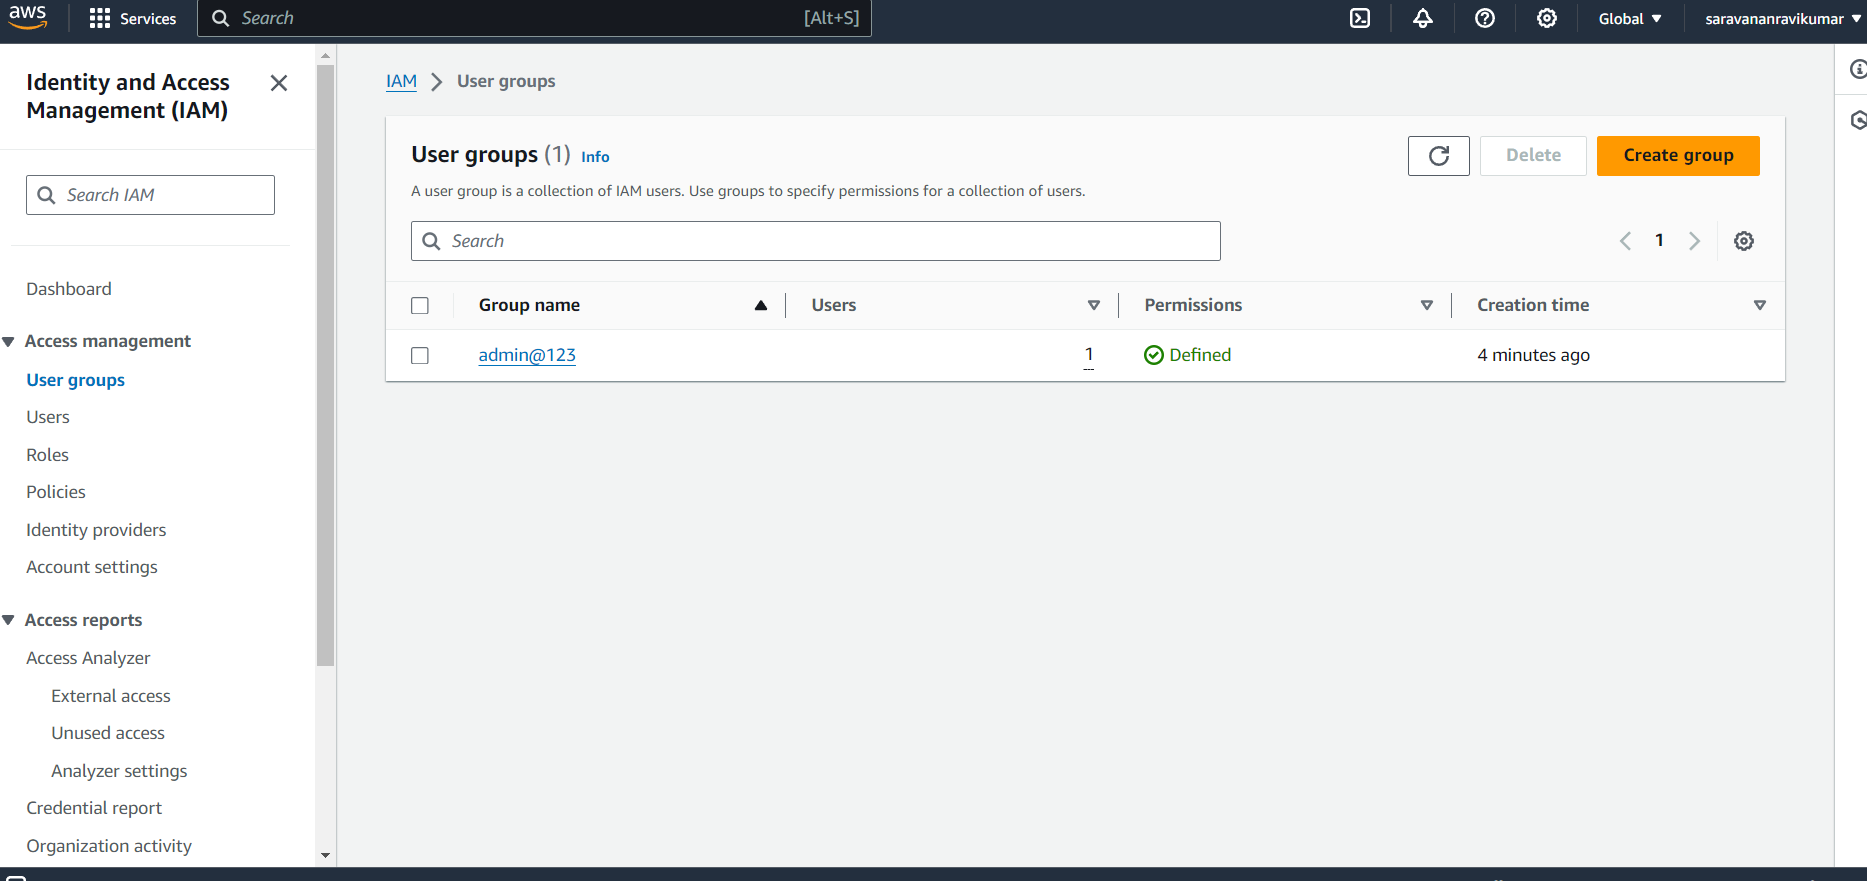 aws
Services
Search [Alt+S]
Global
saravananravikumar
Identity and Access
Management (IAM)
Search IAM
Dashboard
Access management
User groups
Users
Roles
Policies
Identity providers
Account settings
Access reports
Access Analyzer
External access
Unused access
Analyzer settings
Credential report
Organization activity
IAM
User groups
User groups (1) Info
Delete
Create group
A user group is a collection of IAM users. Use groups to specify permissions for a collection of users.
Search
1
Group name Users Permissions Creation time
admin@123 1 Defined 4 minutes ago